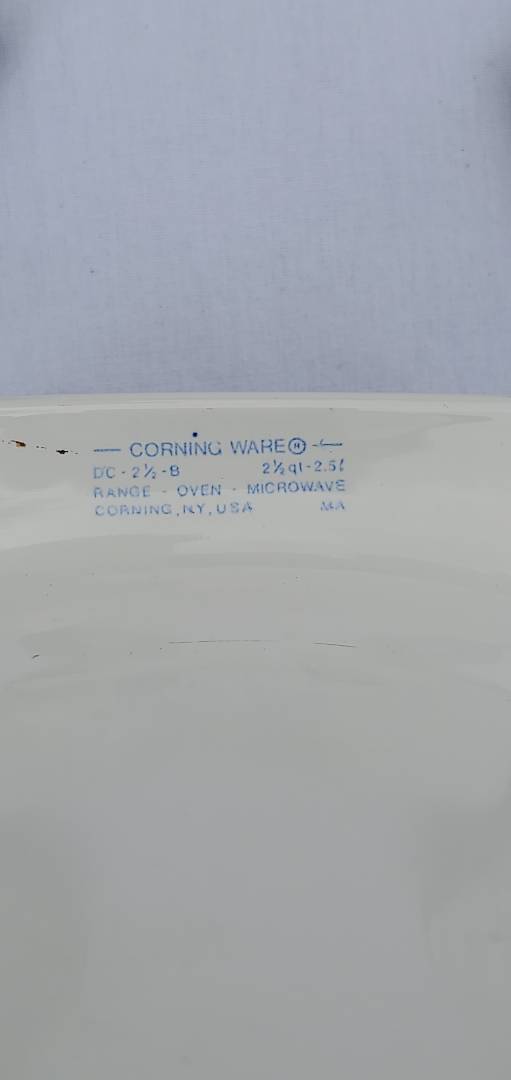 — CORNING WARE® —
DC - 2½ - B 2½ qt - 2.5ℓ
RANGE - OVEN - MICROWAVE
CORNING, NY, USA MA